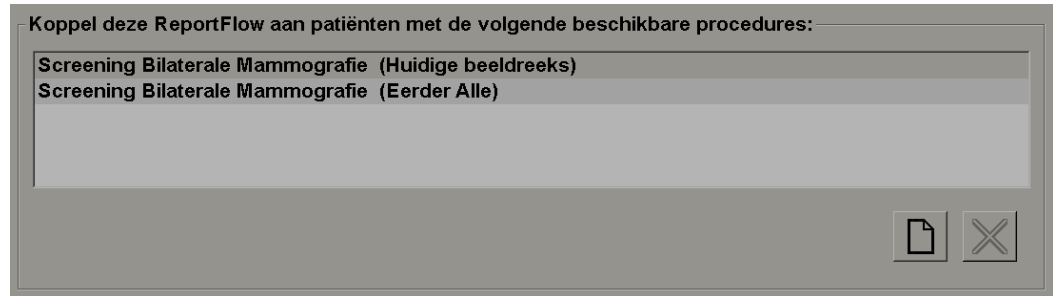 Koppel deze ReportFlow aan patiënten met de volgende beschikbare procedures:
Screening Bilaterale Mammografie (Huidige beeldreeks)
Screening Bilaterale Mammografie (Eerder Alle)